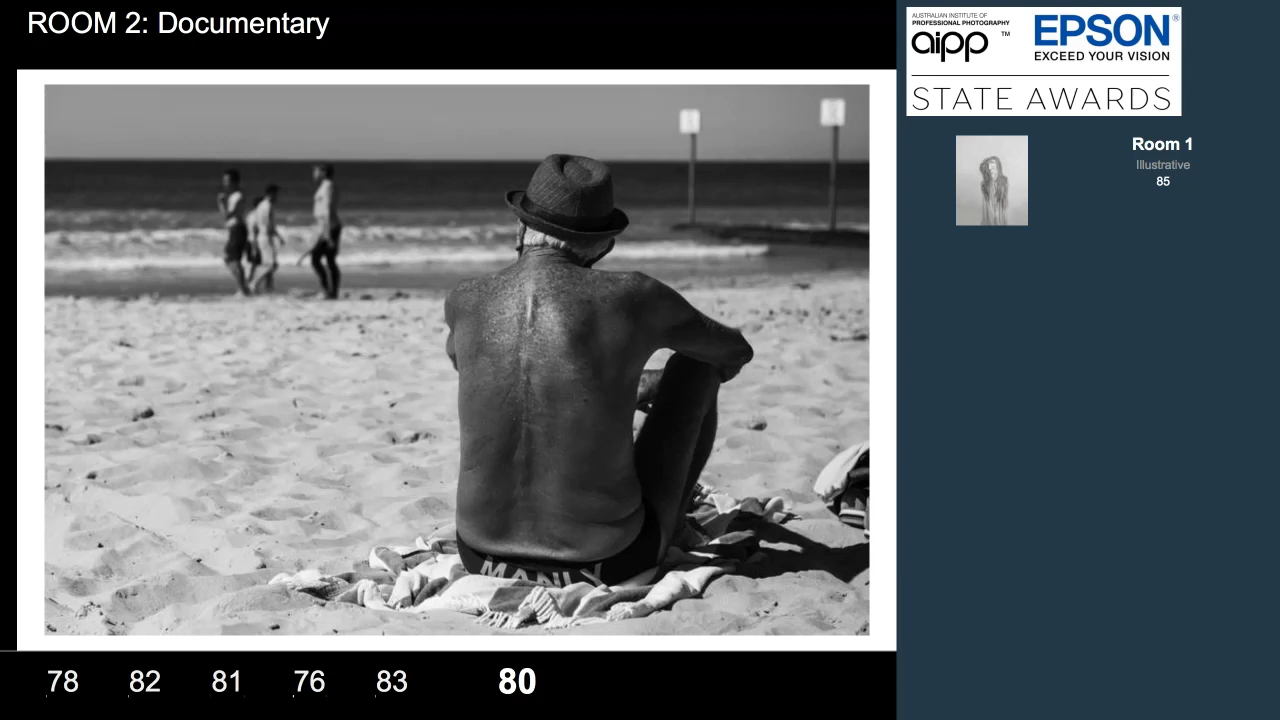 ROOM 2: Documentary
AUSTRALIAN INSTITUTE OF
PROFESSIONAL PHOTOGRAPHY
aipp TM
EPSON®
EXCEED YOUR VISION
STATE AWARDS
Room 1
Illustrative
85
MANLY
78 82 81 76 83 80